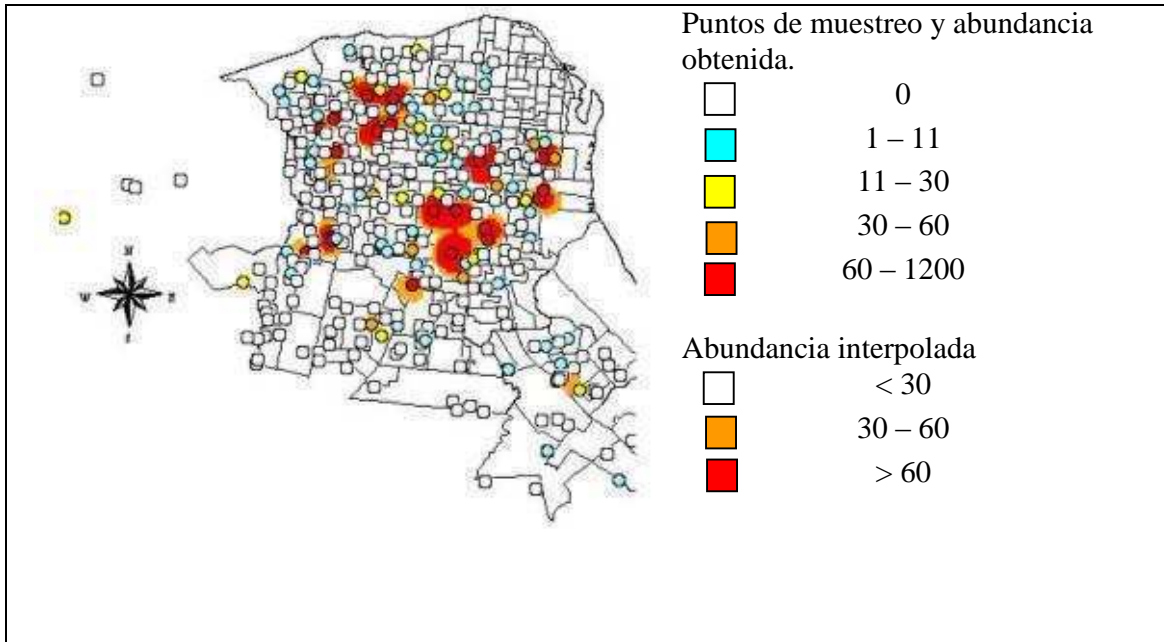 Puntos de muestreo y abundancia
obtenida.
0
1 – 11
11 – 30
30 – 60
60 – 1200
Abundancia interpolada
< 30
30 – 60
> 60